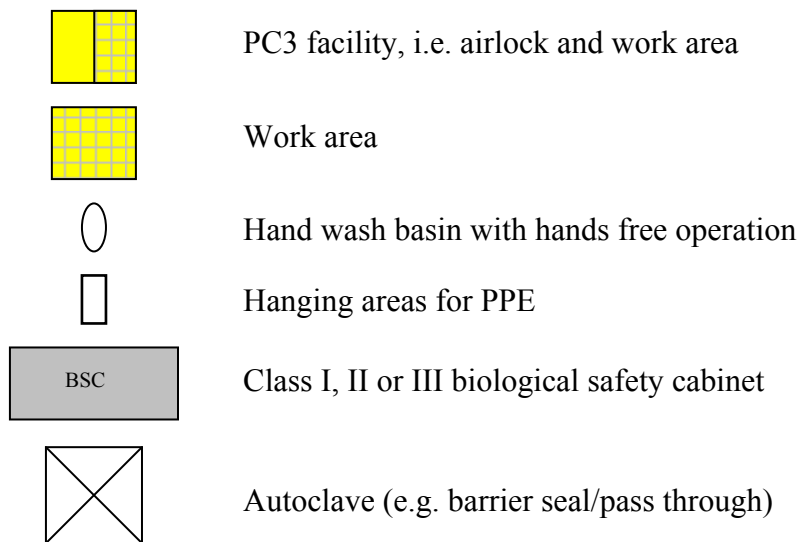 PC3 facility, i.e. airlock and work area
Work area
Hand wash basin with hands free operation
Hanging areas for PPE
BSC
Class I, II or III biological safety cabinet
Autoclave (e.g. barrier seal/pass through)